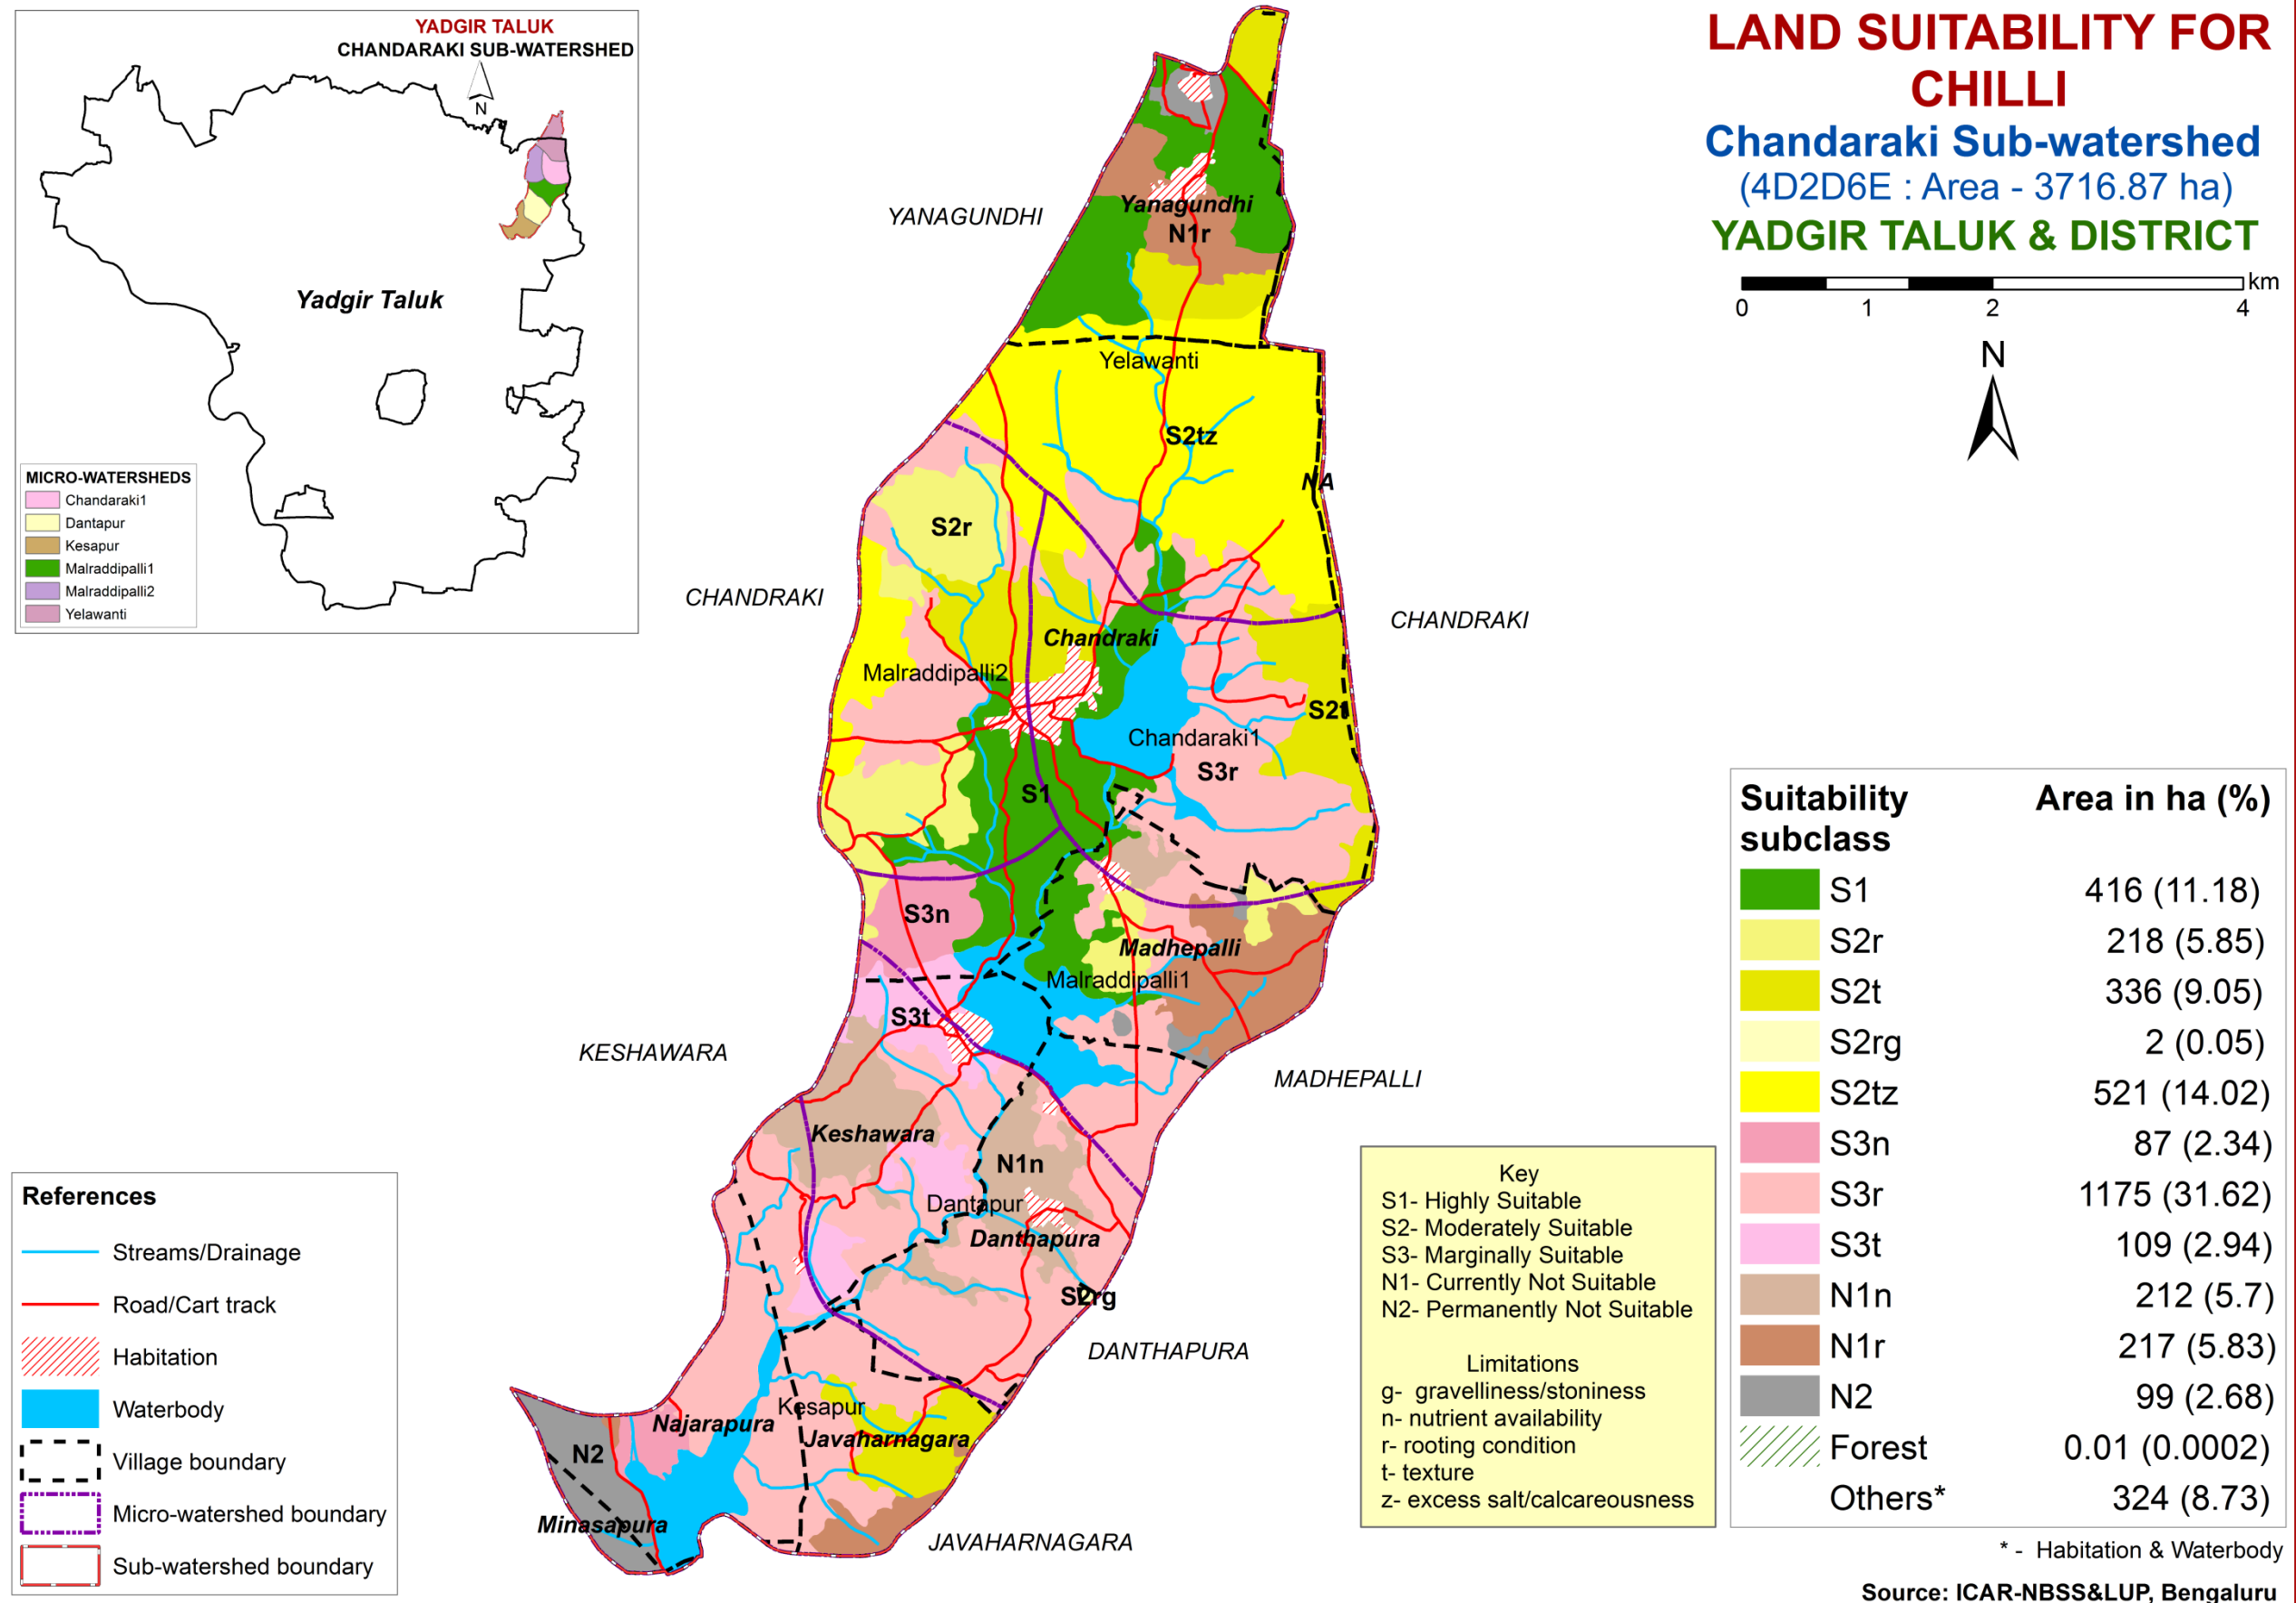 YADGIR TALUK
CHANDARAKI SUB-WATERSHED
N
Yadgir Taluk
MICRO-WATERSHEDS
Chandaraki1
Dantapur
Kesapur
Malraddipalli1
Malraddipalli2
Yelawanti
LAND SUITABILITY FOR
CHILLI
Chandaraki Sub-watershed
(4D2D6E : Area - 3716.87 ha)
YADGIR TALUK & DISTRICT
km
0 1 2 4
N
YANAGUNDHI
Yanagundhi
N1r
Yelawanti
S2tz
NA
S2r
CHANDRAKI
CHANDRAKI
Chandraki
Malraddipalli2
S2t
Chandaraki1
S3r
S1
S3n
Madhepalli
Malraddipalli1
S3t
KESHAWARA
MADHEPALLI
Keshawara
N1n
Dantapur
Danthapura
S2rg
DANTHAPURA
Kesapur
Najarapura
Javaharnagara
N2
Minasapura
JAVAHARNAGARA
References
Streams/Drainage
Road/Cart track
Habitation
Waterbody
Village boundary
Micro-watershed boundary
Sub-watershed boundary
Key
S1- Highly Suitable
S2- Moderately Suitable
S3- Marginally Suitable
N1- Currently Not Suitable
N2- Permanently Not Suitable
Limitations
g- gravelliness/stoniness
n- nutrient availability
r- rooting condition
t- texture
z- excess salt/calcareousness
Suitability Area in ha (%)
subclass
S1 416 (11.18)
S2r 218 (5.85)
S2t 336 (9.05)
S2rg 2 (0.05)
S2tz 521 (14.02)
S3n 87 (2.34)
S3r 1175 (31.62)
S3t 109 (2.94)
N1n 212 (5.7)
N1r 217 (5.83)
N2 99 (2.68)
Forest 0.01 (0.0002)
Others* 324 (8.73)
* - Habitation & Waterbody
Source: ICAR-NBSS&LUP, Bengaluru